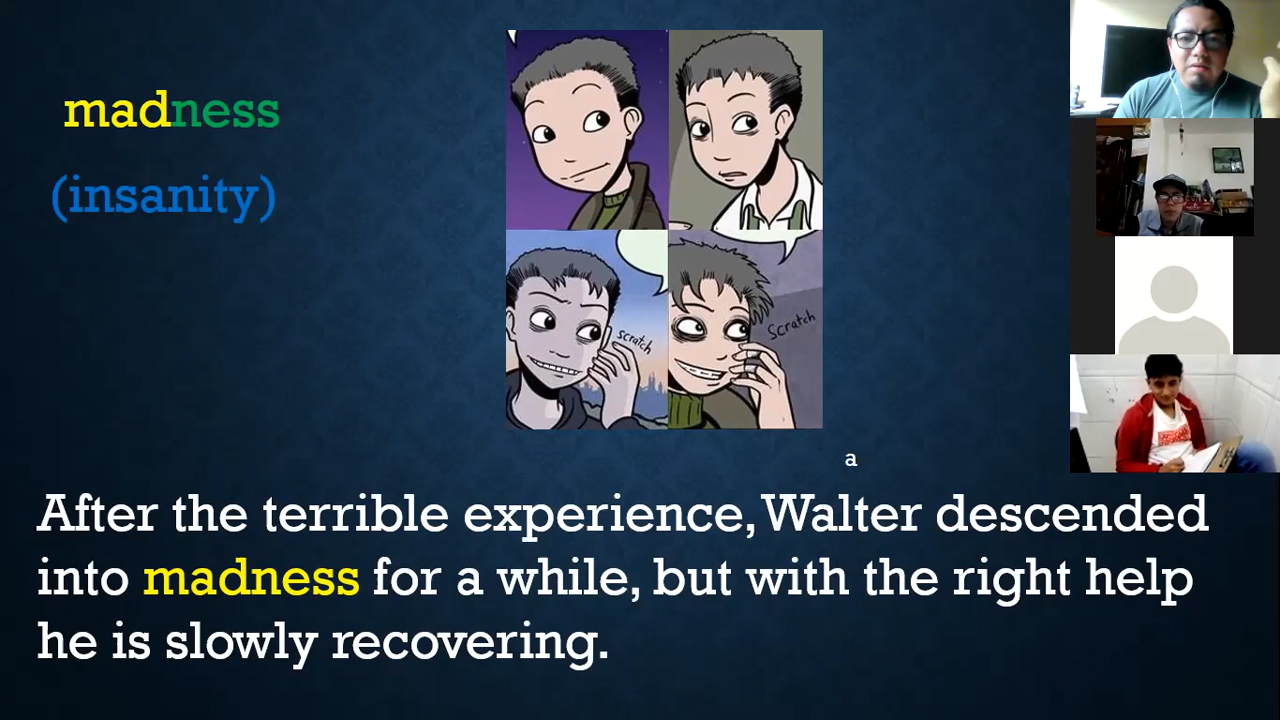 madness
(insanity)
scratch
Scratch
a
After the terrible experience, Walter descended
into madness for a while, but with the right help
he is slowly recovering.